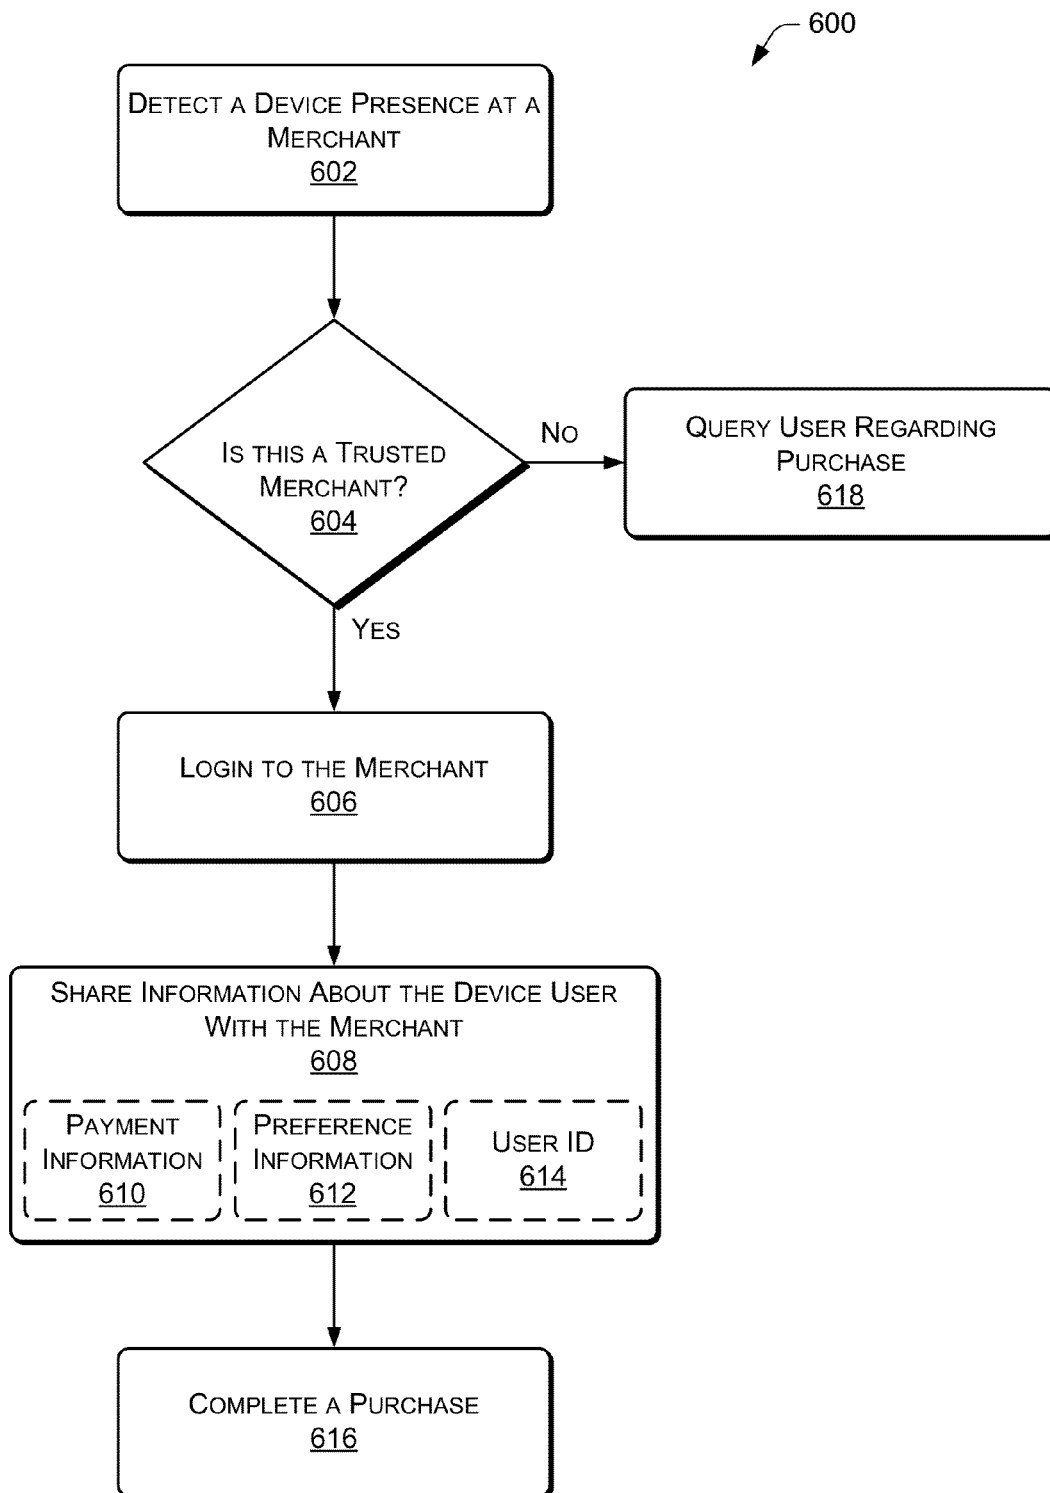 600
DETECT A DEVICE PRESENCE AT A
MERCHANT
602
IS THIS A TRUSTED
MERCHANT?
604
NO
QUERY USER REGARDING
PURCHASE
618
YES
LOGIN TO THE MERCHANT
606
SHARE INFORMATION ABOUT THE DEVICE USER
WITH THE MERCHANT
608
PAYMENT
INFORMATION
610
PREFERENCE
INFORMATION
612
USER ID
614
COMPLETE A PURCHASE
616